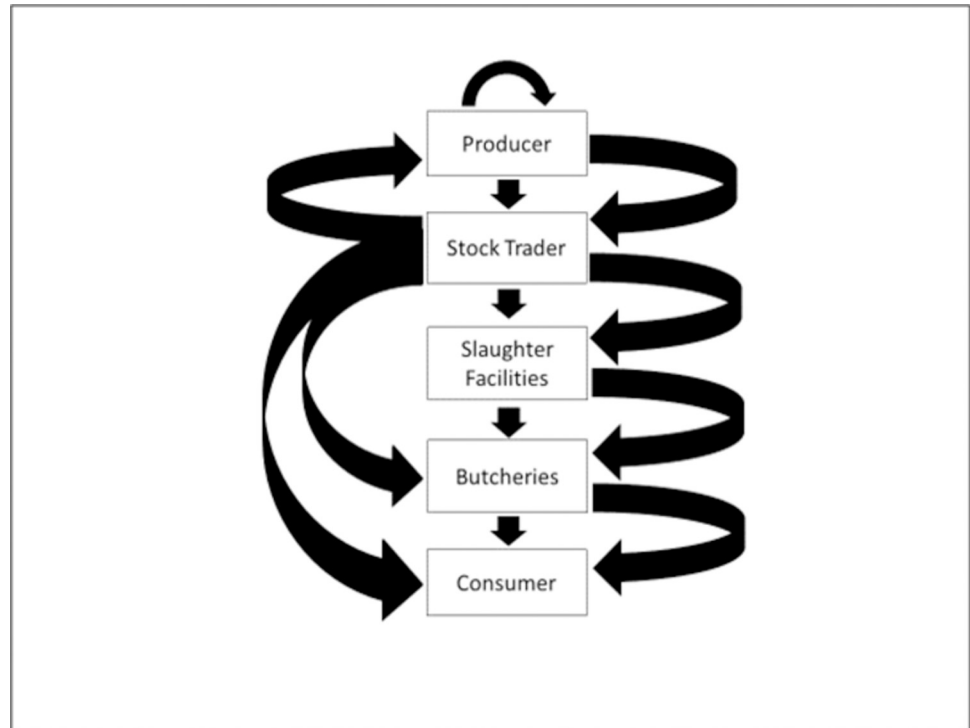 Producer
Stock Trader
Slaughter
Facilities
Butcheries
Consumer